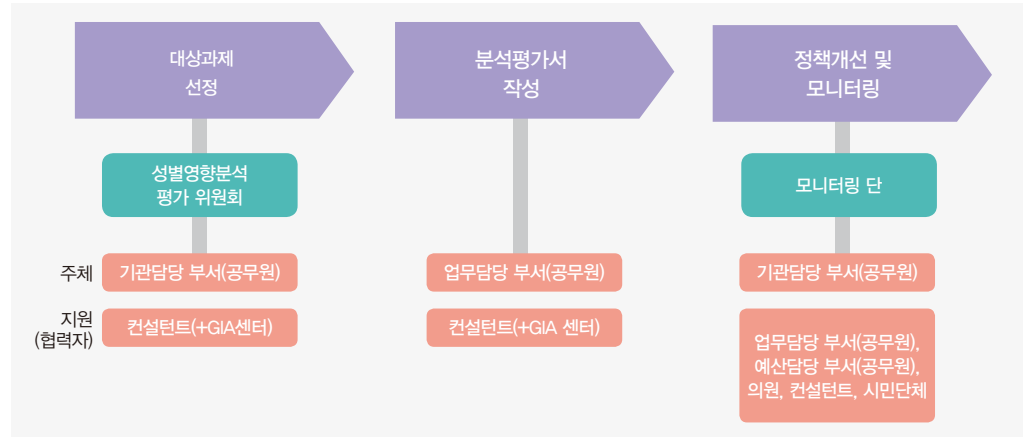 대상과제
선정
분석평가서
작성
정책개선 및
모니터링
성별영향분석
평가 위원회
모니터링 단
주체
기관담당 부서(공무원)
업무담당 부서(공무원)
기관담당 부서(공무원)
지원
(협력자)
컨설턴트(+GIA센터)
컨설턴트(+GIA 센터)
업무담당 부서(공무원),
예산담당 부서(공무원),
의원, 컨설턴트, 시민단체